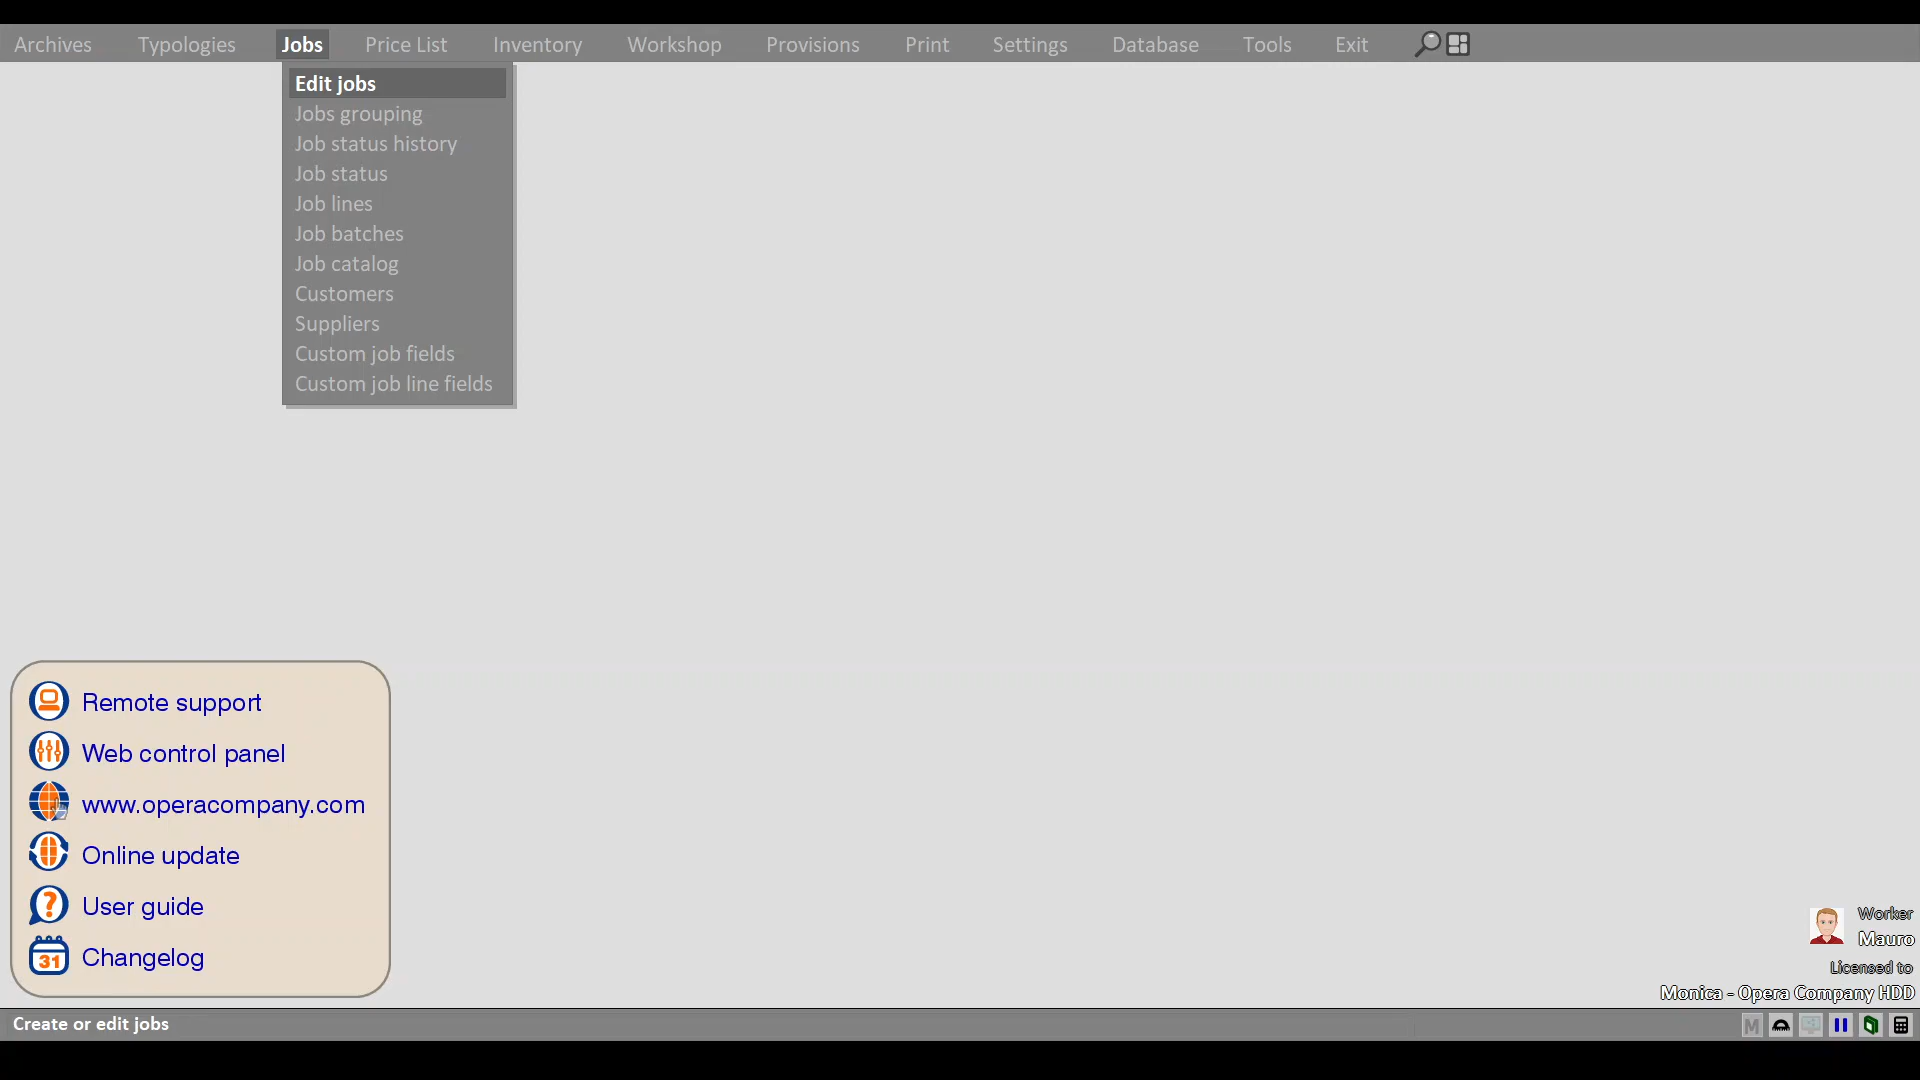 Archives Typologies Jobs Price List Inventory Workshop Provisions Print Settings Database Tools Exit
Edit jobs
Jobs grouping
Job status history
Job status
Job lines
Job batches
Job catalog
Customers
Suppliers
Custom job fields
Custom job line fields
Remote support
Web control panel
www.operacompany.com
Online update
User guide
31 Changelog
Worker
Mauro
Licensed to
Monica - Opera Company HDD
Create or edit jobs
M